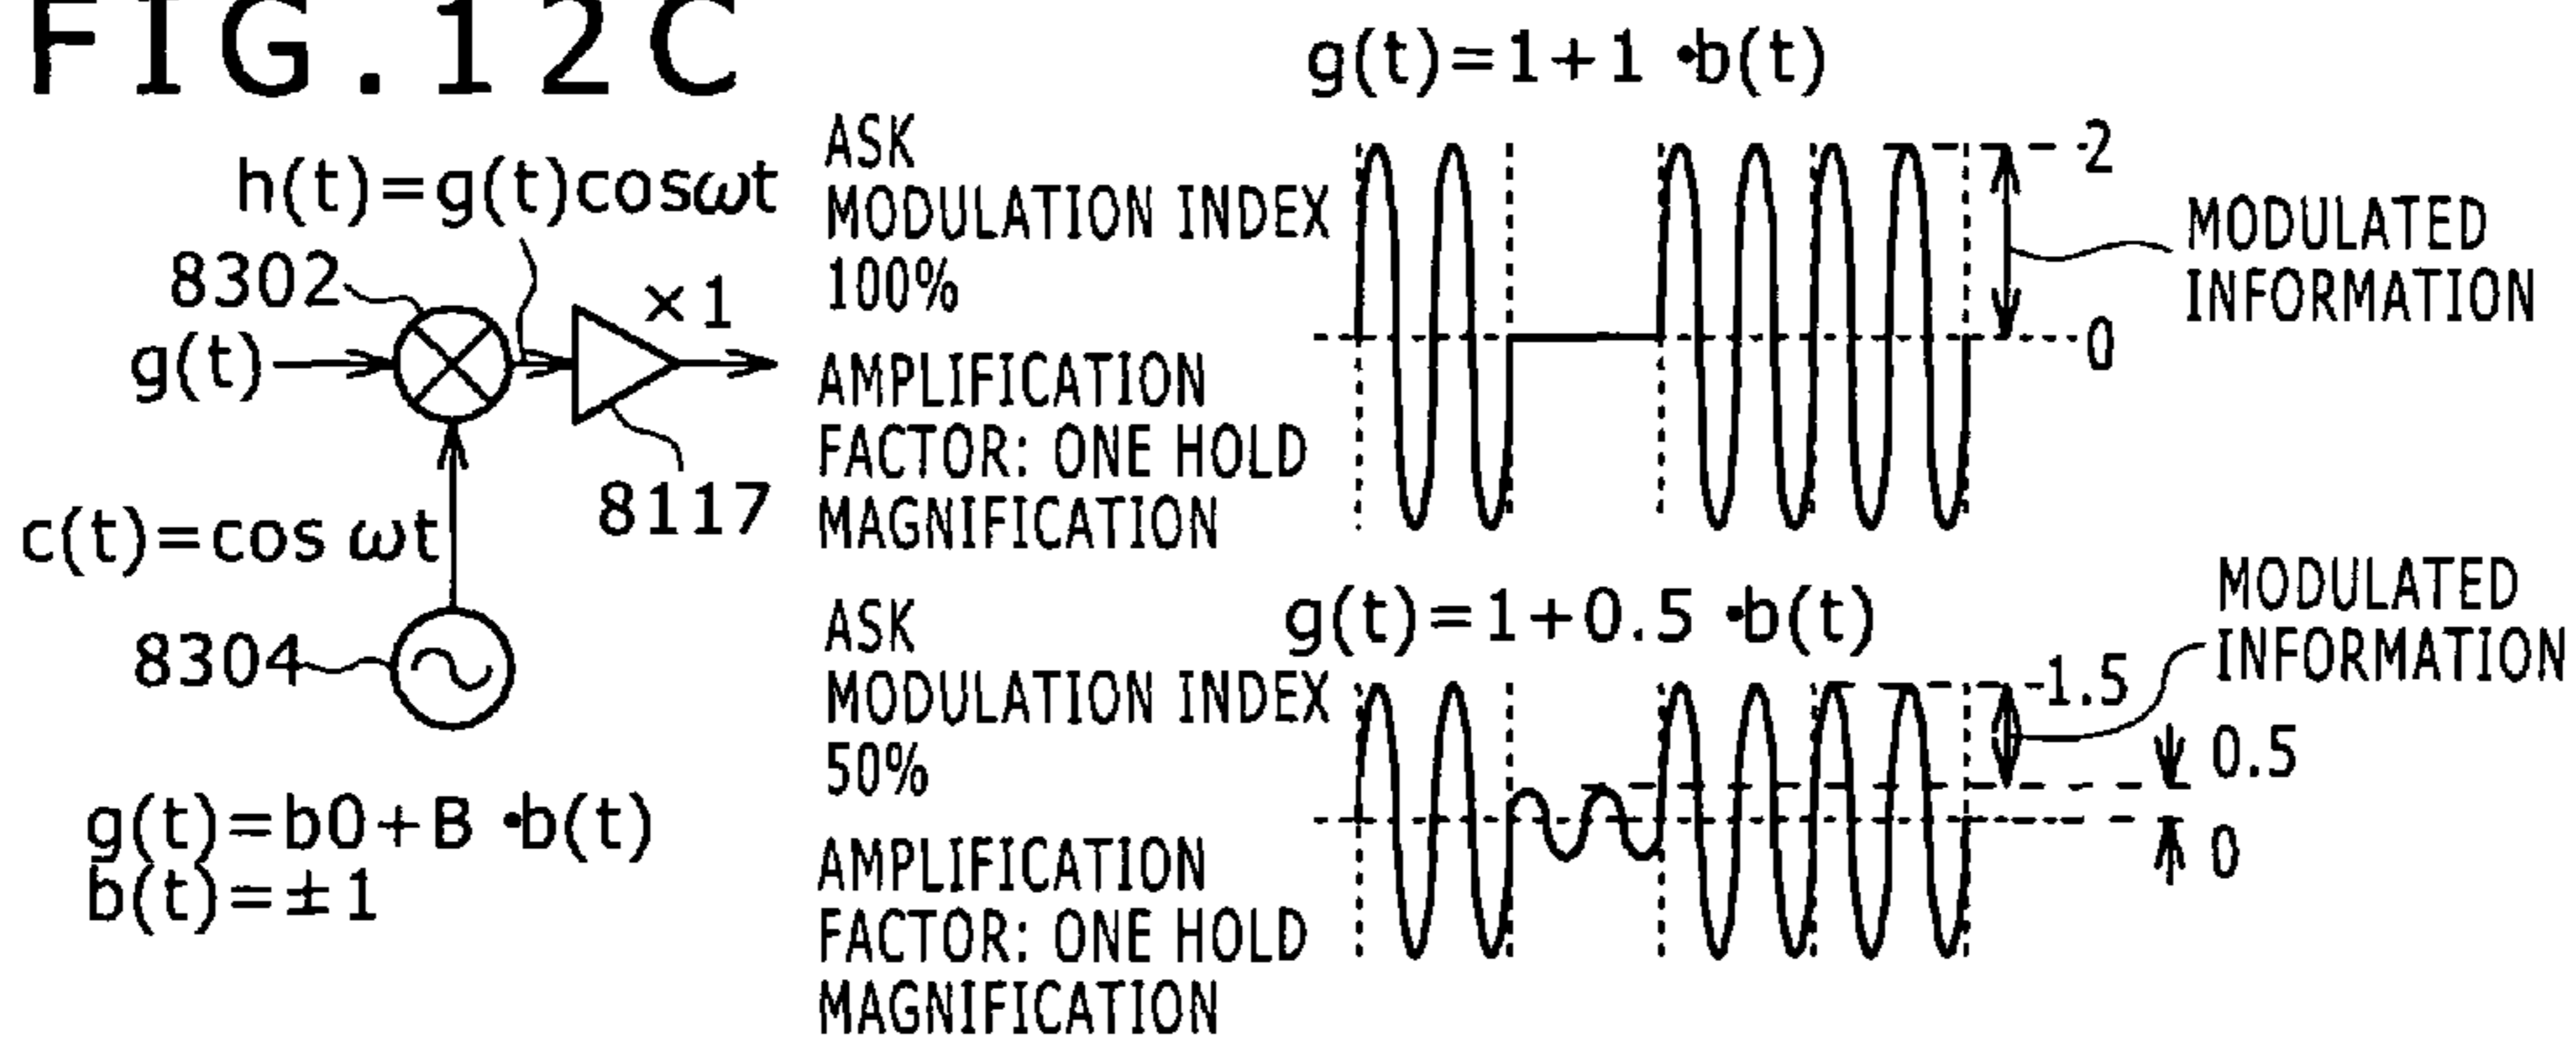 FIG.12C
h(t)=g(t)cosωt
8302
×1
g(t)
8117
c(t)=cos ωt
8304
g(t)=b0+B •b(t)
b(t)=±1
ASK
MODULATION INDEX
100%
AMPLIFICATION
FACTOR: ONE HOLD
MAGNIFICATION
g(t)=1+1 •b(t)
2
0
MODULATED
INFORMATION
ASK
MODULATION INDEX
50%
AMPLIFICATION
FACTOR: ONE HOLD
MAGNIFICATION
g(t)=1+0.5 •b(t)
1.5
0.5
0
MODULATED
INFORMATION